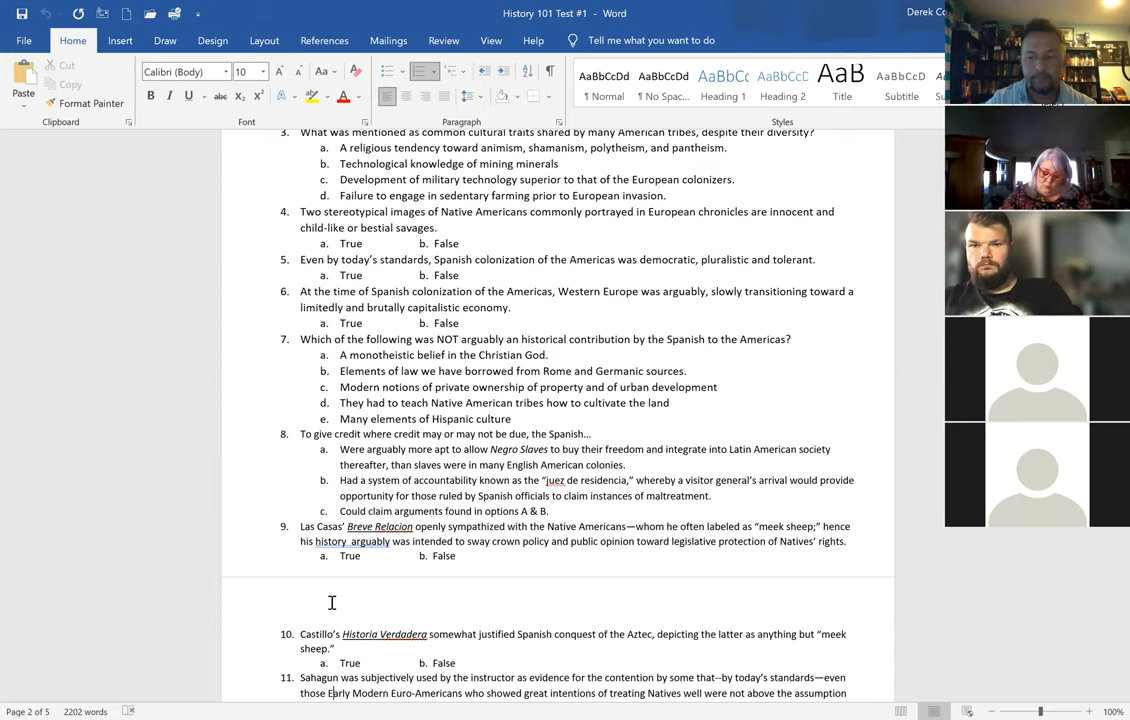 History 101 Test #1 - Word
Derek Co
File Home Insert Draw Design Layout References Mailings Review View Help Tell me what you want to do
Paste
Cut
Copy
Format Painter
Calibri (Body) 10
AaBbCcDd AaBbCcDd AaBbCc AaBbCcD AaB AaBbCcD
¶ Normal ¶ No Spac... Heading 1 Heading 2 Title Subtitle Su
Clipboard Font Paragraph Styles
3. What was mentioned as common cultural traits shared by many American tribes, despite their diversity?
a. A religious tendency toward animism, shamanism, polytheism, and pantheism.
b. Technological knowledge of mining minerals
c. Development of military technology superior to that of the European colonizers.
d. Failure to engage in sedentary farming prior to European invasion.
4. Two stereotypical images of Native Americans commonly portrayed in European chronicles are innocent and
child-like or bestial savages.
a. True b. False
5. Even by today's standards, Spanish colonization of the Americas was democratic, pluralistic and tolerant.
a. True b. False
6. At the time of Spanish colonization of the Americas, Western Europe was arguably, slowly transitioning toward a
limitedly and brutally capitalistic economy.
a. True b. False
7. Which of the following was NOT arguably an historical contribution by the Spanish to the Americas?
a. A monotheistic belief in the Christian God.
b. Elements of law we have borrowed from Rome and Germanic sources.
c. Modern notions of private ownership of property and of urban development
d. They had to teach Native American tribes how to cultivate the land
e. Many elements of Hispanic culture
8. To give credit where credit may or may not be due, the Spanish…
a. Were arguably more apt to allow Negro Slaves to buy their freedom and integrate into Latin American society
thereafter, than slaves were in many English American colonies.
b. Had a system of accountability known as the "juez de residencia," whereby a visitor general's arrival would provide
opportunity for those ruled by Spanish officials to claim instances of maltreatment.
c. Could claim arguments found in options A & B.
9. Las Casas' Breve Relacion openly sympathized with the Native Americans—whom he often labeled as "meek sheep;" hence
his history arguably was intended to sway crown policy and public opinion toward legislative protection of Natives' rights.
a. True b. False
10. Castillo's Historia Verdadera somewhat justified Spanish conquest of the Aztec, depicting the latter as anything but "meek
sheep."
a. True b. False
11. Sahagun was subjectively used by the instructor as evidence for the contention by some that--by today's standards—even
those Early Modern Euro-Americans who showed great intentions of treating Natives well were not above the assumption
Page 2 of 5 2202 words 100%